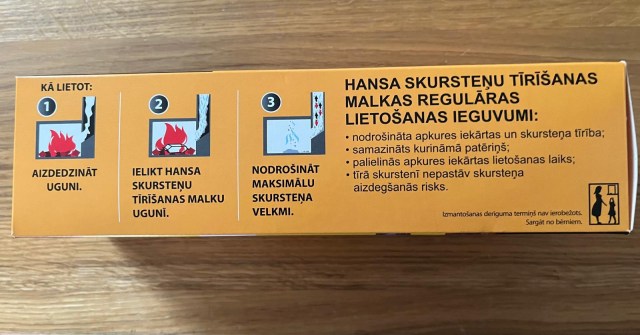 KĀ LIETOT:
1
AIZDEDZINĀT
UGUNI.
2
IELIKT HANSA
SKURSTEŅU
TĪRĪŠANAS MALKU
UGUNĪ.
3
NODROŠINĀT
MAKSIMĀLU
SKURSTEŅA
VELKMI.
HANSA SKURSTEŅU TĪRĪŠANAS
MALKAS REGULĀRAS
LIETOŠANAS IEGUVUMI:
• nodrošināta apkures iekārtas un skursteņa tīrība;
• samazināts kurināmā patēriņš;
• palielināts apkures iekārtas lietošanas laiks;
• tīrā skurstenī nepastāv skursteņa
aizdegšanās risks.
Izmantošanas derīguma termiņš nav ierobežots.
Sargāt no bērniem.